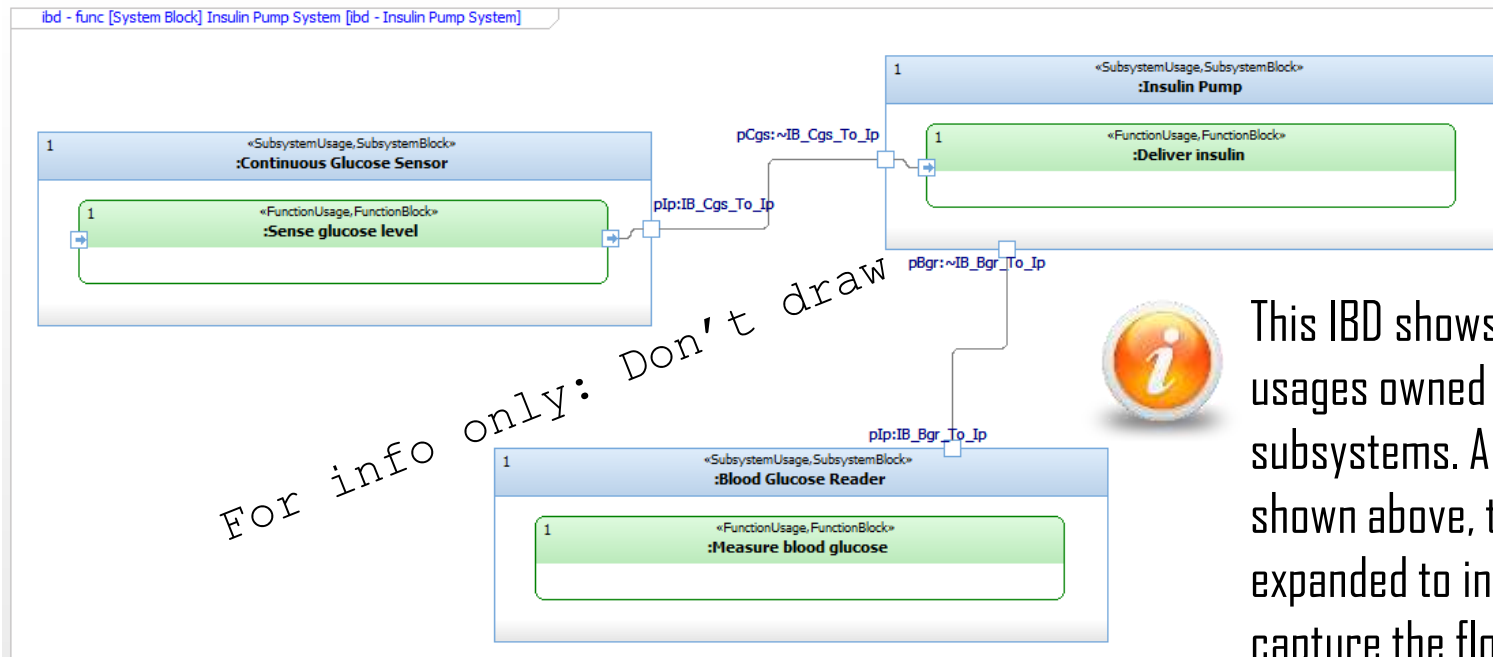 ibd - func [System Block] Insulin Pump System [ibd - Insulin Pump System]
1
«SubsystemUsage,SubsystemBlock»
:Insulin Pump
pCgs:~IB_Cgs_To_Ip
1
«FunctionUsage,FunctionBlock»
:Deliver insulin
1
«SubsystemUsage,SubsystemBlock»
:Continuous Glucose Sensor
pIp:IB_Cgs_To_Ip
1
«FunctionUsage,FunctionBlock»
:Sense glucose level
pBgr:~IB_Bgr_To_Ip
For info only: Don't draw
pIp:IB_Bgr_To_Ip
1
«SubsystemUsage,SubsystemBlock»
:Blood Glucose Reader
1
«FunctionUsage,FunctionBlock»
:Measure blood glucose
i
This IBD shows
usages owned
subsystems. A
shown above, t
expanded to in
capture the flo